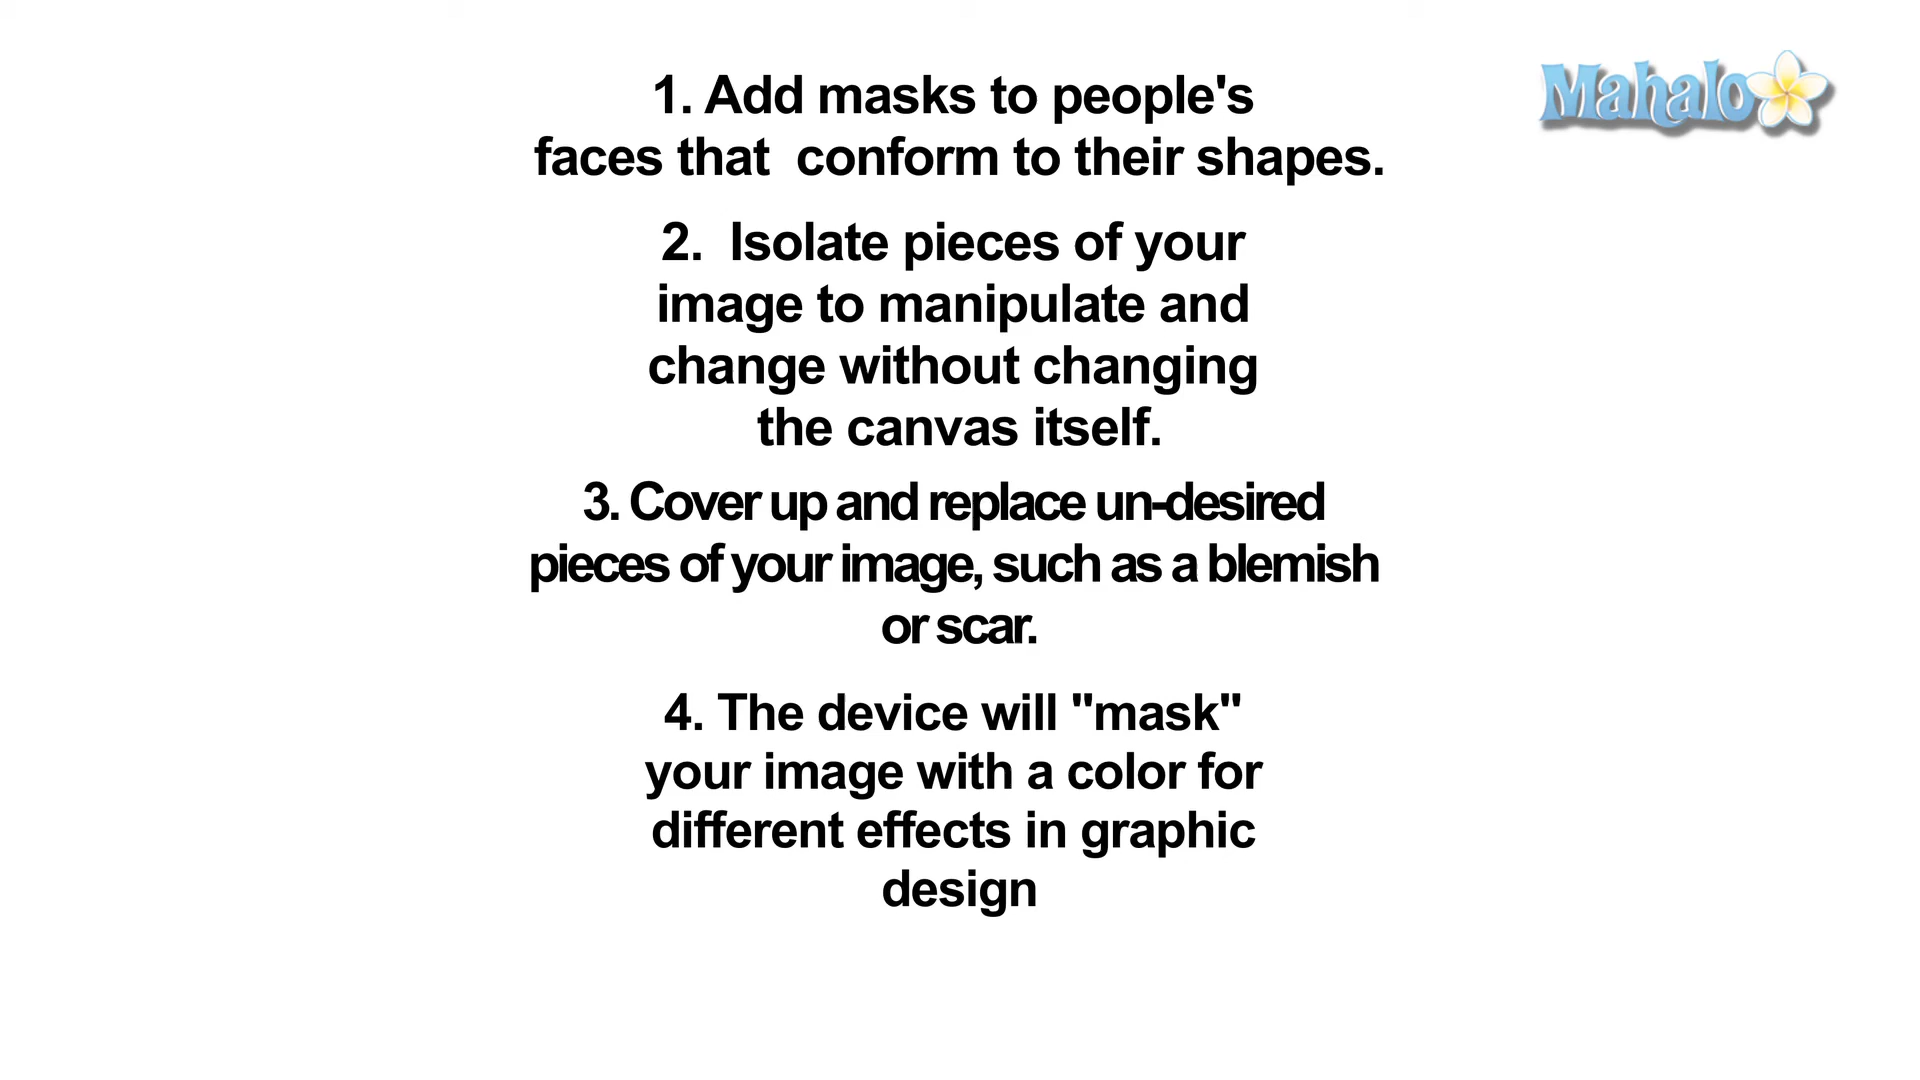 Mahalo
1. Add masks to people's
faces that  conform to their shapes.
2.  Isolate pieces of your
image to manipulate and
change without changing
the canvas itself.
3. Cover up and replace un-desired
pieces of your image, such as a blemish
or scar.
4. The device will "mask"
your image with a color for
different effects in graphic
design